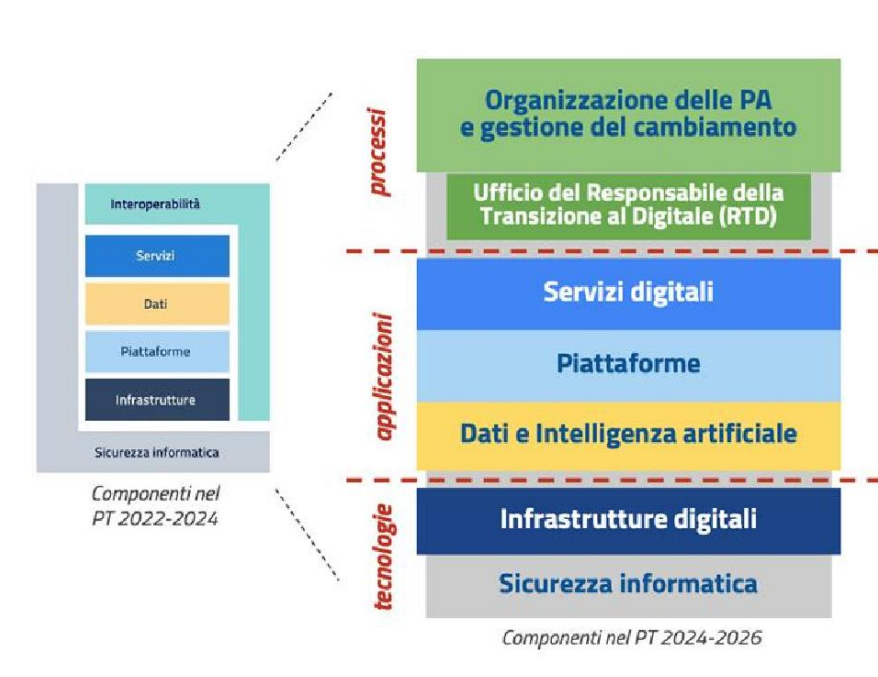 Interoperabilità
Servizi
Dati
Piattaforme
Infrastrutture
Sicurezza informatica
Componenti nel
PT 2022-2024
processi
Organizzazione delle PA
e gestione del cambiamento
Ufficio del Responsabile della
Transizione al Digitale (RTD)
applicazioni
Servizi digitali
Piattaforme
Dati e Intelligenza artificiale
tecnologie
Infrastrutture digitali
Sicurezza informatica
Componenti nel PT 2024-2026